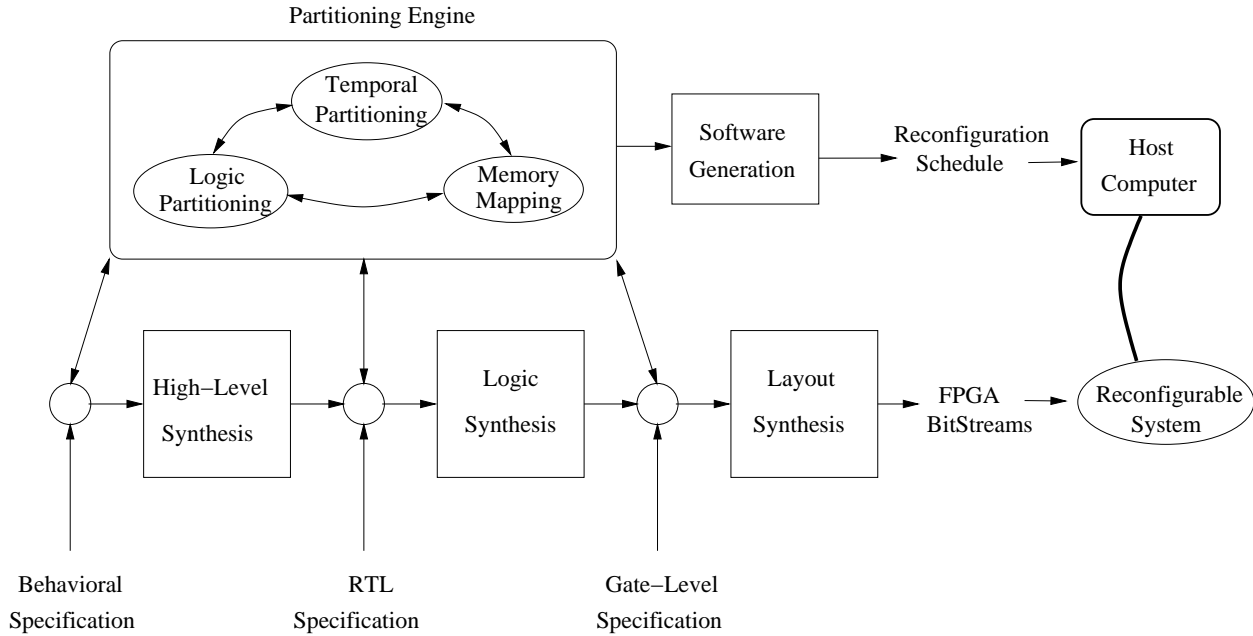 Partitioning Engine
Temporal
Partitioning
Logic
Partitioning
Memory
Mapping
Software
Generation
Reconfiguration
Schedule
Host
Computer
High−Level
Synthesis
Logic
Synthesis
Layout
Synthesis
FPGA
BitStreams
Reconfigurable
System
Behavioral
Specification
RTL
Specification
Gate−Level
Specification